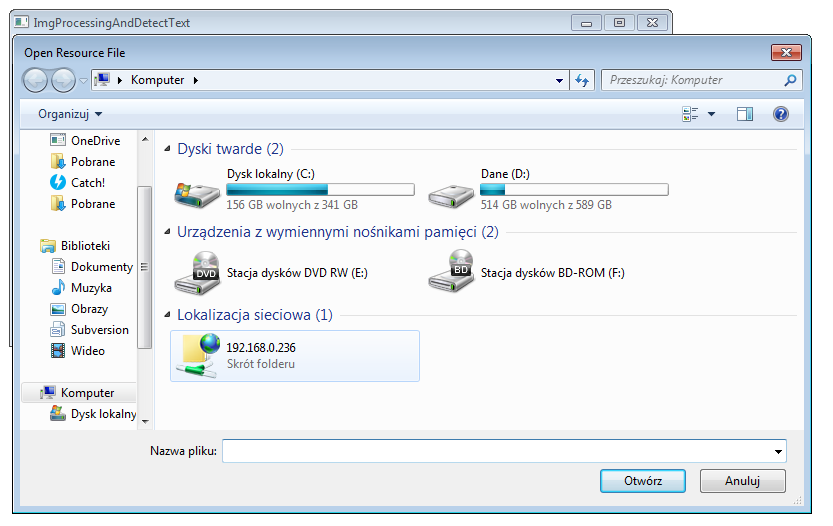 ImgProcessingAndDetectText
Open Resource File
Komputer
Przeszukaj: Komputer
Organizuj
OneDrive
Pobrane
Catch!
Pobrane
Biblioteki
Dokumenty
Muzyka
Obrazy
Subversion
Wideo
Komputer
Dysk lokalny
Dyski twarde (2)
Dysk lokalny (C:)
156 GB wolnych z 341 GB
Dane (D:)
514 GB wolnych z 589 GB
Urządzenia z wymiennymi nośnikami pamięci (2)
DVD
Stacja dysków DVD RW (E:)
BD
Stacja dysków BD-ROM (F:)
Lokalizacja sieciowa (1)
192.168.0.236
Skrót folderu
Nazwa pliku:
Otwórz
Anuluj